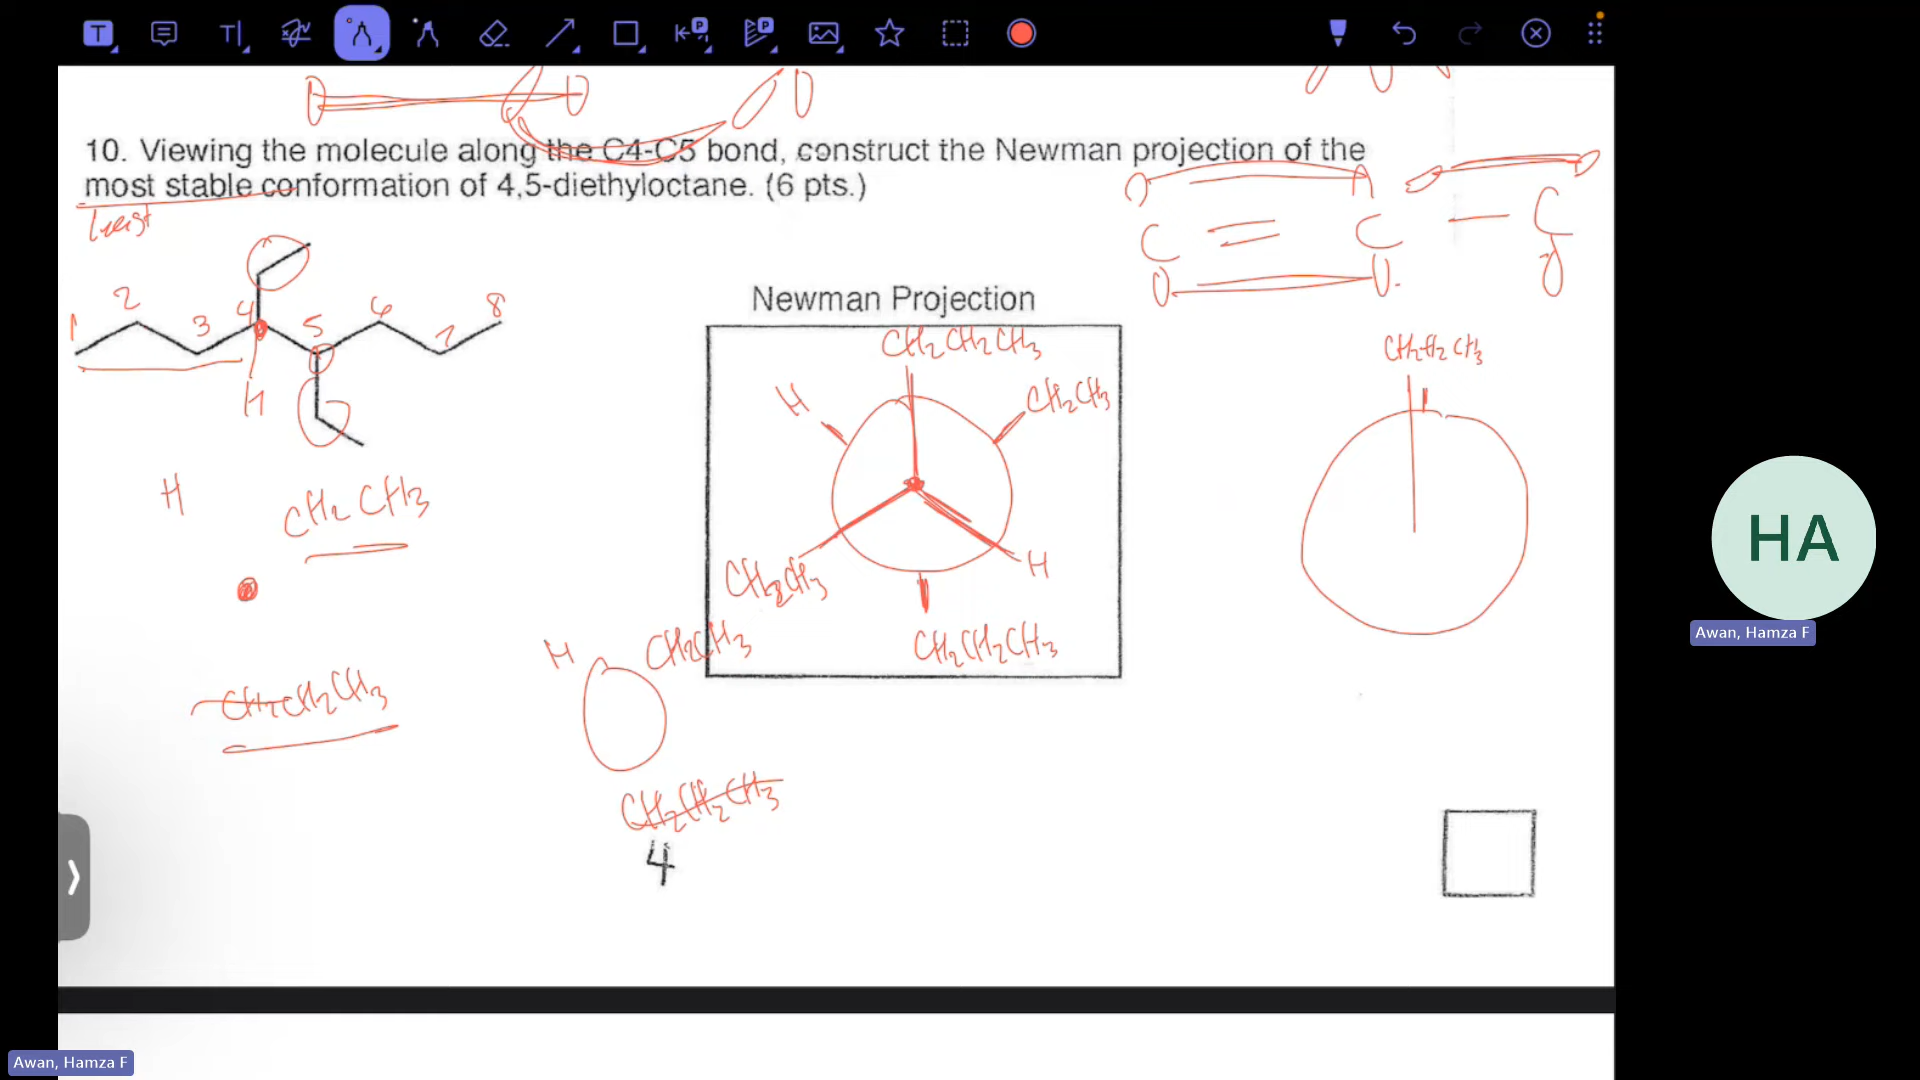 10. Viewing the molecule along the C4-C5 bond, construct the Newman projection of the
most stable conformation of 4,5-diethyloctane. (6 pts.)
least
C = C - C
1 2 3 4 5 6 7 8
H
Newman Projection
CH2CH2CH3
H
CH2CH3
CH2CH3
H
CH2CH2CH3
CH2CH2CH3
H
CH2CH3
CH2CH2CH3
H
CH2CH3
CH2CH2CH3
4
HA
Awan, Hamza F
Awan, Hamza F